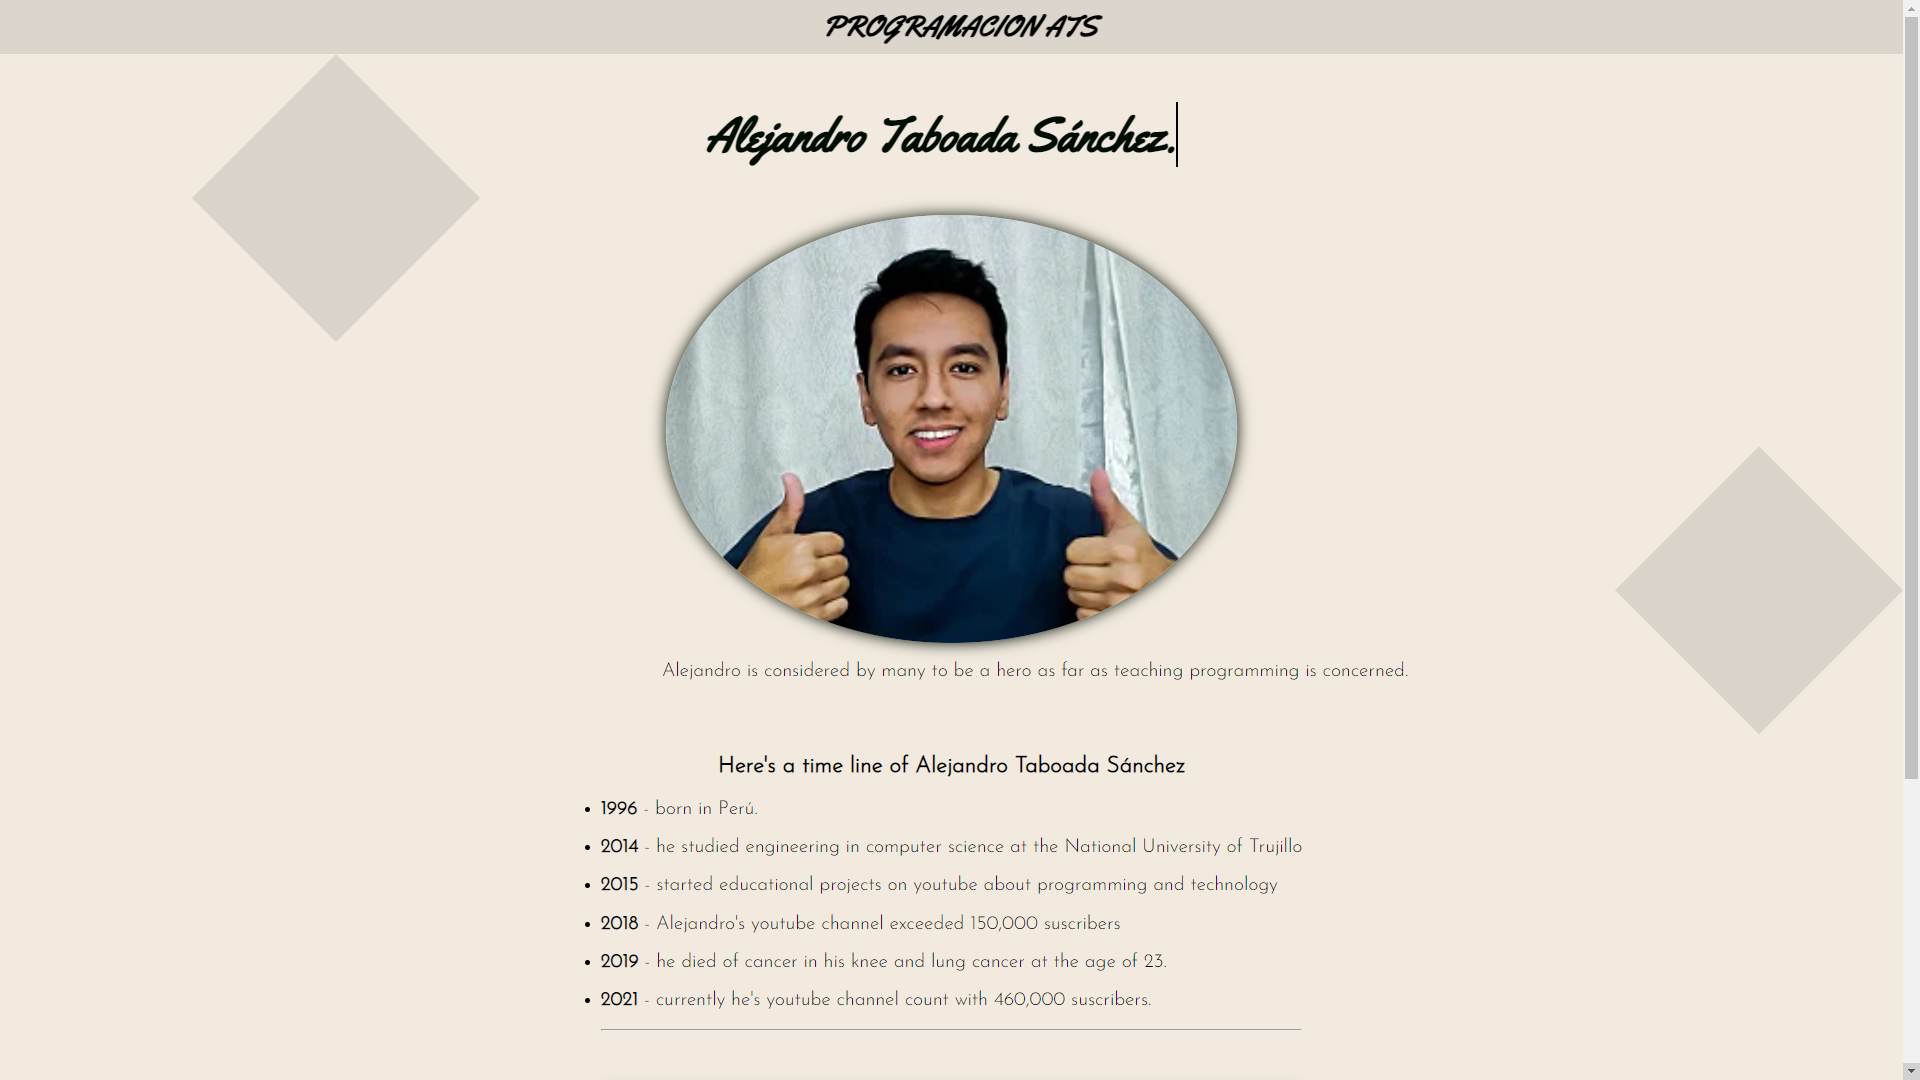 PROGRAMACION ATS
Alejandro Taboada Sánchez.
Alejandro is considered by many to be a hero as far as teaching programming is concerned.
Here's a time line of Alejandro Taboada Sánchez
1996 - born in Perú.
2014 - he studied engineering in computer science at the National University of Trujillo
2015 - started educational projects on youtube about programming and technology
2018 - Alejandro's youtube channel exceeded 150,000 suscribers
2019 - he died of cancer in his knee and lung cancer at the age of 23.
2021 - currently he's youtube channel count with 460,000 suscribers.